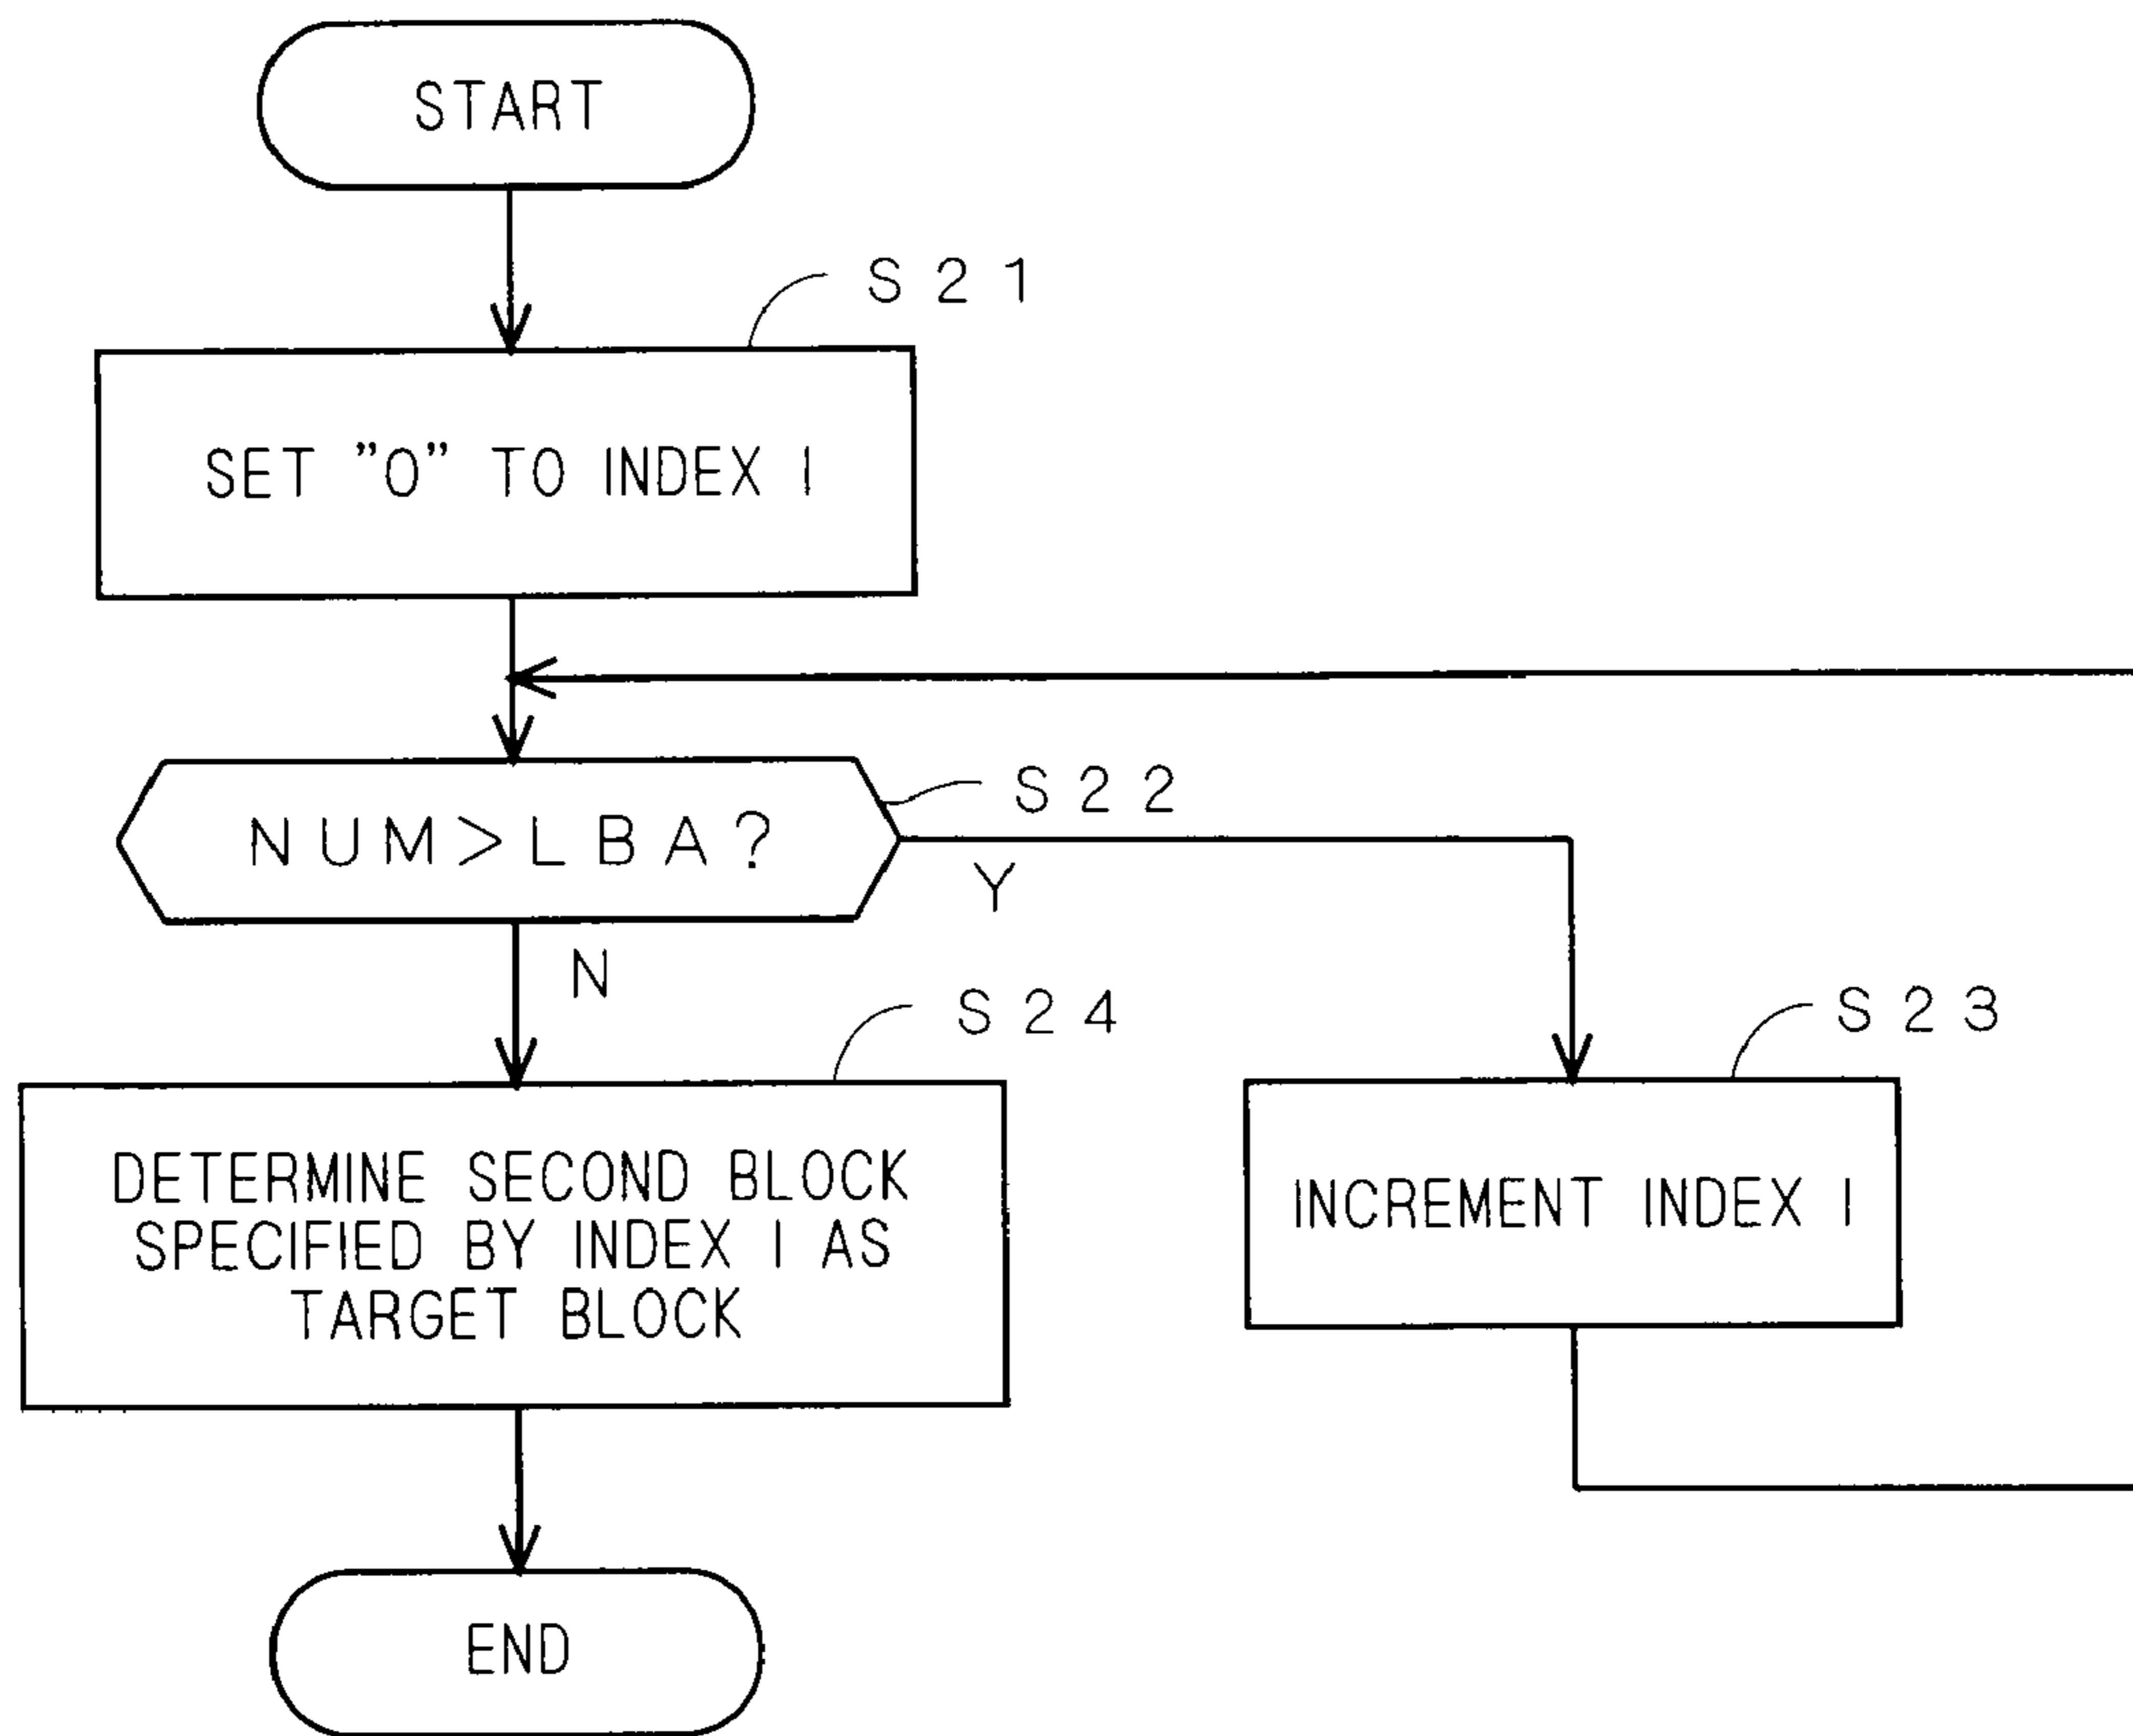 START
S21
SET "0" TO INDEX I
S22
NUM>LBA?
Y
N
S24
S23
DETERMINE SECOND BLOCK
SPECIFIED BY INDEX I AS
TARGET BLOCK
INCREMENT INDEX I
END